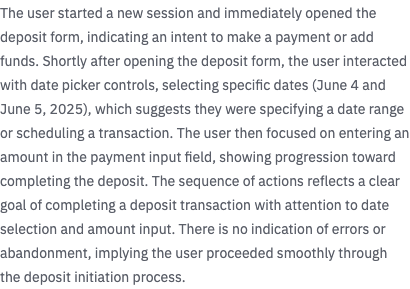 The user started a new session and immediately opened the
deposit form, indicating an intent to make a payment or add
funds. Shortly after opening the deposit form, the user interacted
with date picker controls, selecting specific dates (June 4 and
June 5, 2025), which suggests they were specifying a date range
or scheduling a transaction. The user then focused on entering an
amount in the payment input field, showing progression toward
completing the deposit. The sequence of actions reflects a clear
goal of completing a deposit transaction with attention to date
selection and amount input. There is no indication of errors or
abandonment, implying the user proceeded smoothly through
the deposit initiation process.